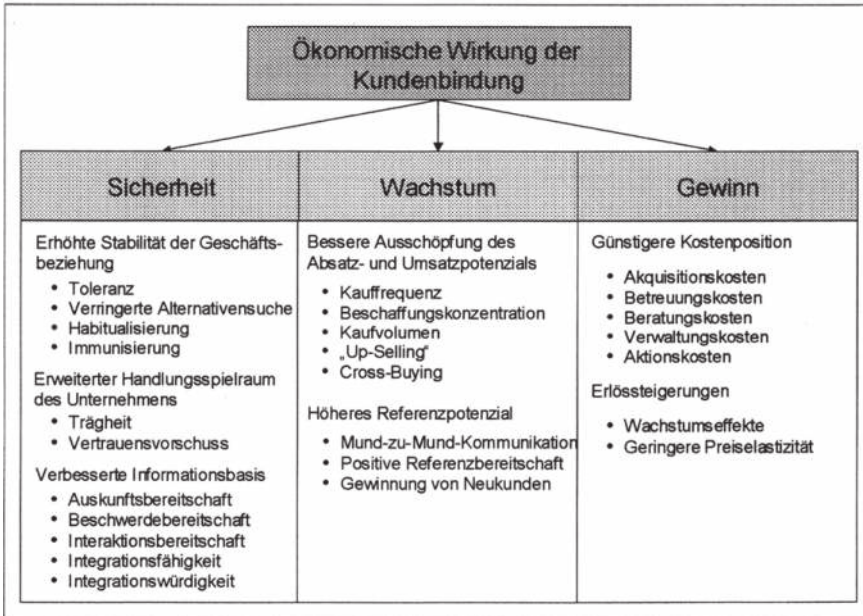 Ökonomische Wirkung der
Kundenbindung
Sicherheit
Erhöhte Stabilität der Geschäfts-
beziehung
• Toleranz
• Verringerte Alternativensuche
• Habitualisierung
• Immunisierung
Erweiterter Handlungsspielraum
des Unternehmens
• Trägheit
• Vertrauensvorschuss
Verbesserte Informationsbasis
• Auskunftsbereitschaft
• Beschwerdebereitschaft
• Interaktionsbereitschaft
• Integrationsfähigkeit
• Integrationswürdigkeit
Wachstum
Bessere Ausschöpfung des
Absatz- und Umsatzpotenzials
• Kauffrequenz
• Beschaffungskonzentration
• Kaufvolumen
• „Up-Selling“
• Cross-Buying
Höheres Referenzpotenzial
• Mund-zu-Mund-Kommunikation
• Positive Referenzbereitschaft
• Gewinnung von Neukunden
Gewinn
Günstigere Kostenposition
• Akquisitionskosten
• Betreuungskosten
• Beratungskosten
• Verwaltungskosten
• Aktionskosten
Erlössteigerungen
• Wachstumseffekte
• Geringere Preiselastizität